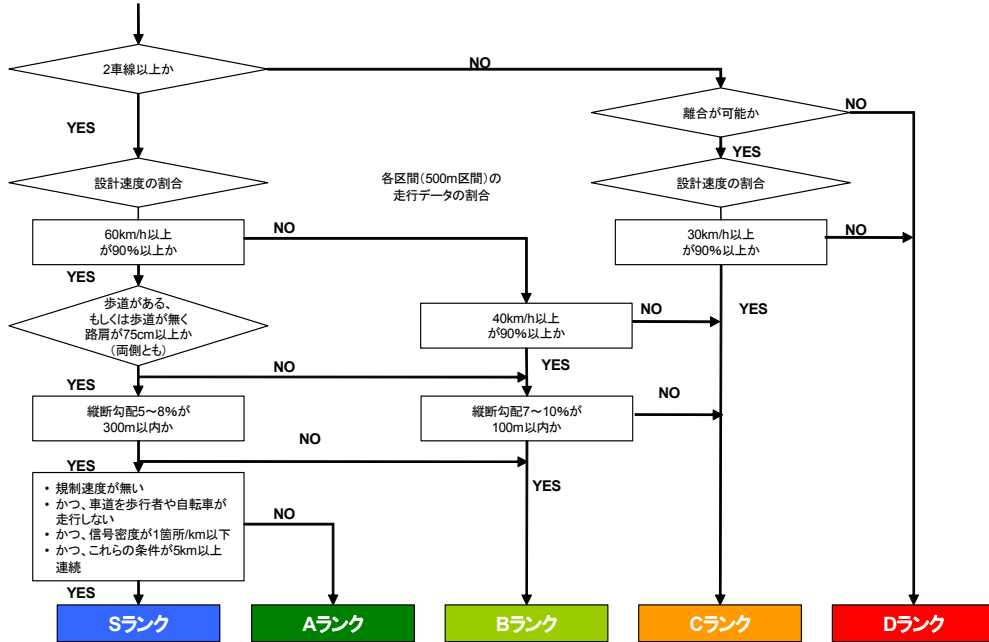 2車線以上か
NO
YES
離合が可能か
NO
YES
設計速度の割合
各区間(500m区間)の
走行データの割合
設計速度の割合
60km/h以上
が90%以上か
NO
30km/h以上
が90%以上か
NO
YES
歩道がある、
もしくは歩道が無く
路肩が75cm以上か
(両側とも)
40km/h以上
が90%以上か
NO
YES
YES
NO
YES
縦断勾配5～8%が
300m以内か
NO
縦断勾配7～10%が
100m以内か
NO
YES
YES
・ 規制速度が無い
・ かつ、車道を歩行者や自転車が
走行しない
・ かつ、信号密度が1箇所/km以下
・ かつ、これらの条件が5km以上
連続
NO
YES
Sランク
Aランク
Bランク
Cランク
Dランク